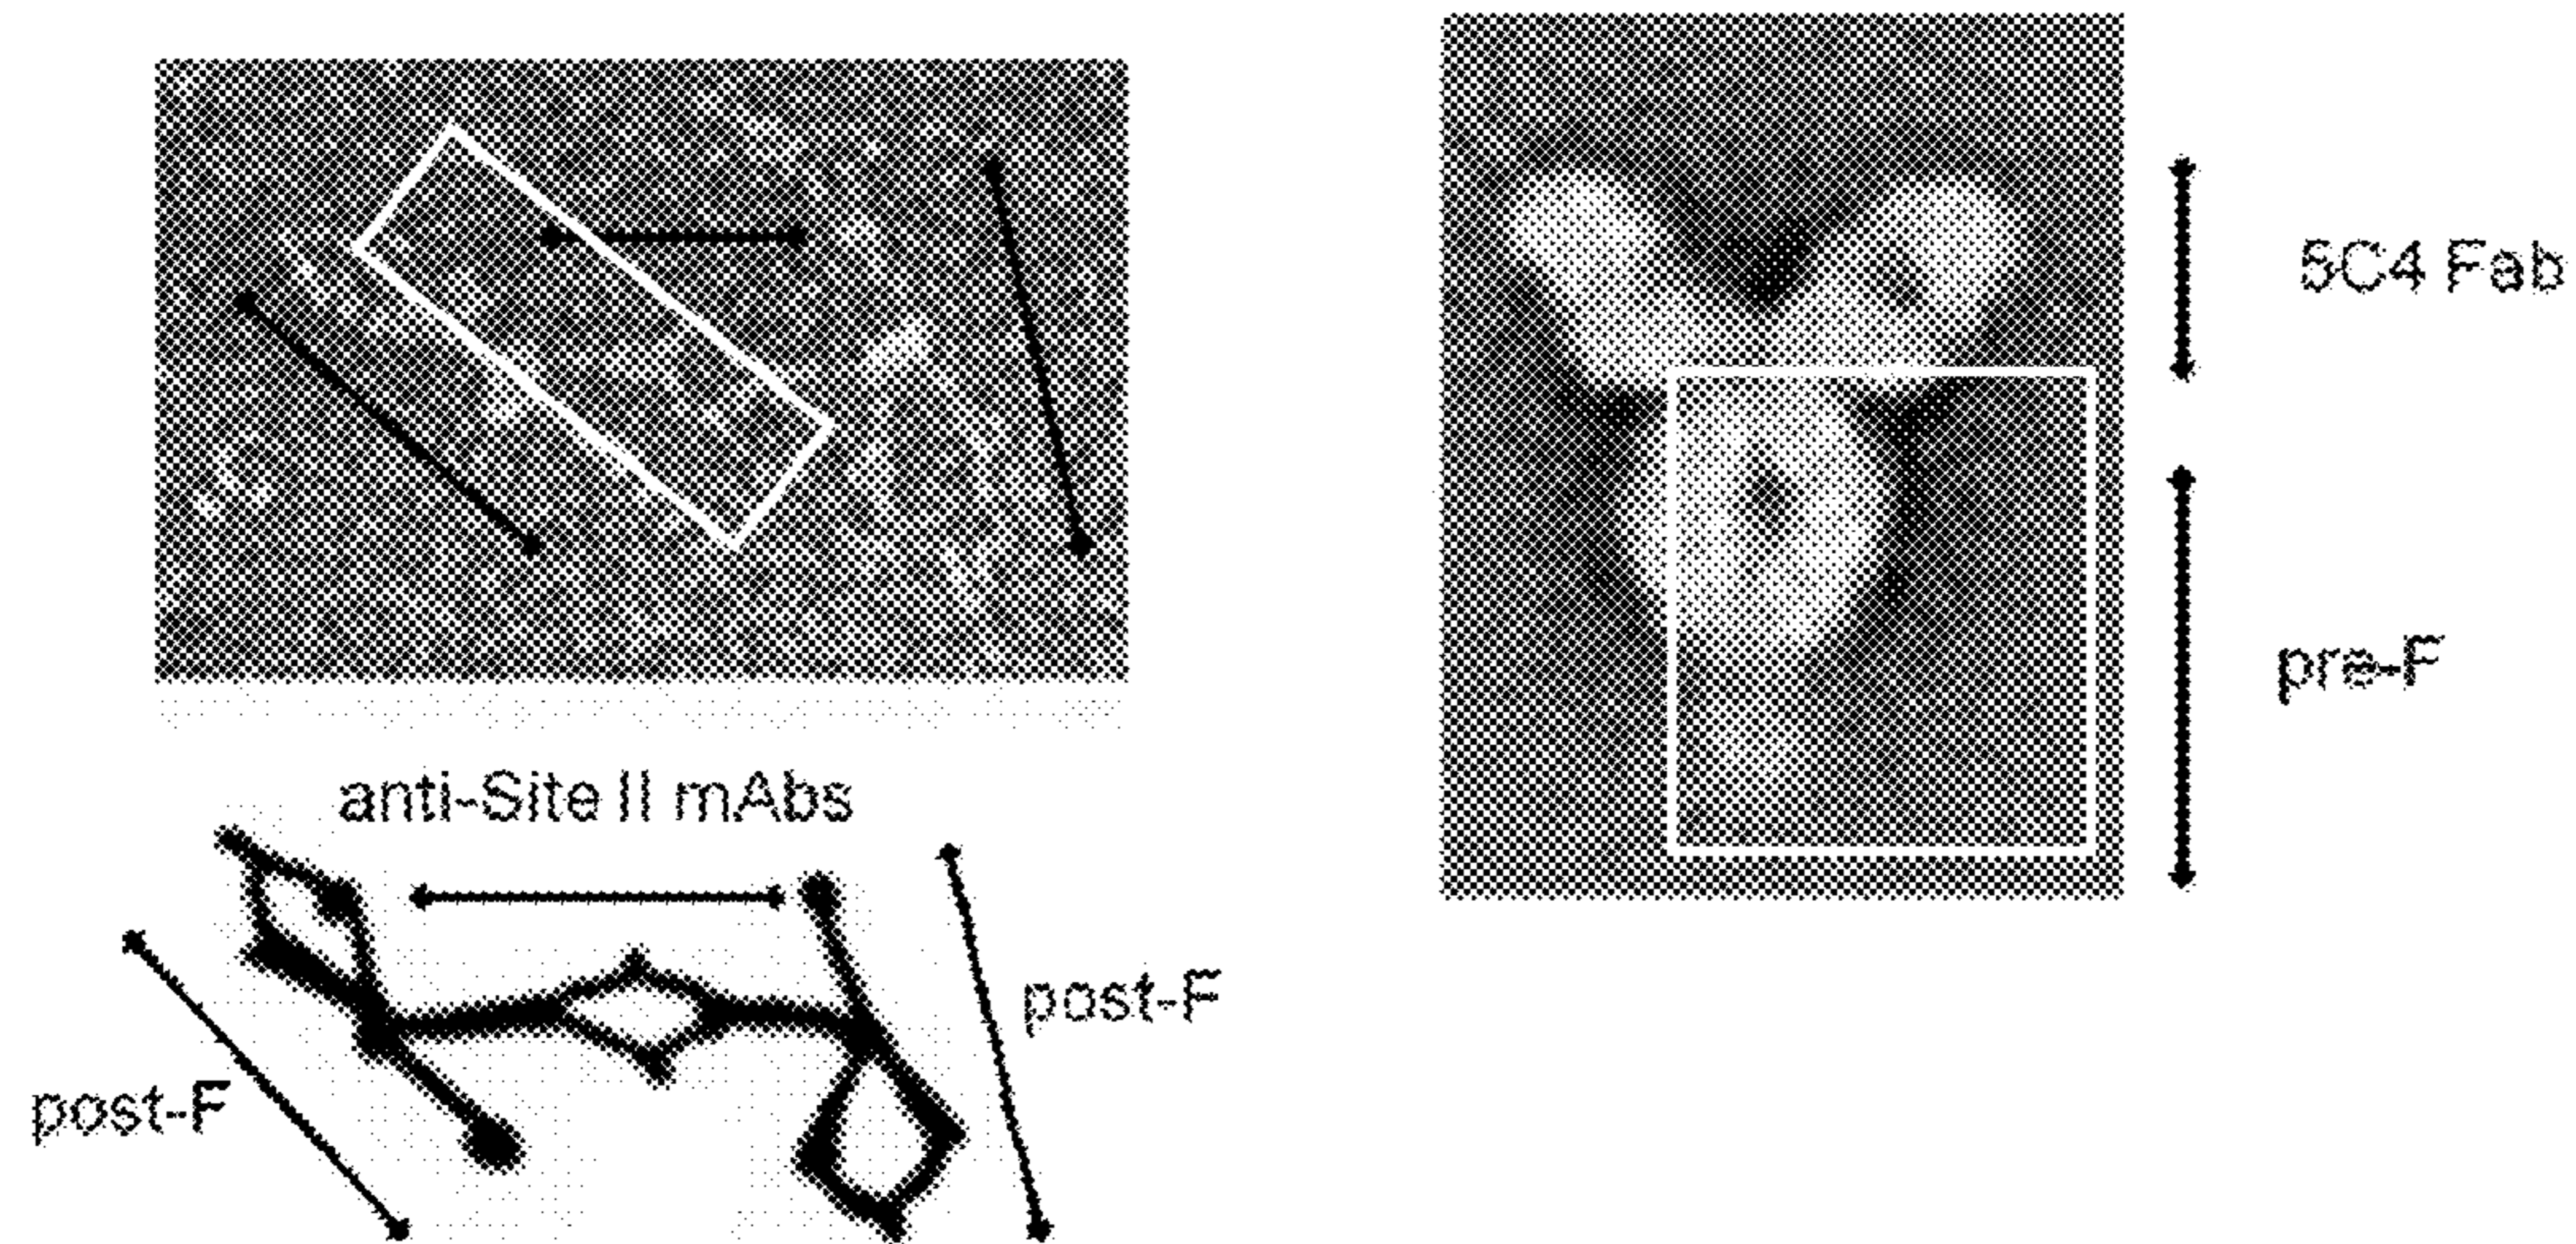 5C4 Fab
pre-F
anti-Site II mAbs
post-F
post-F